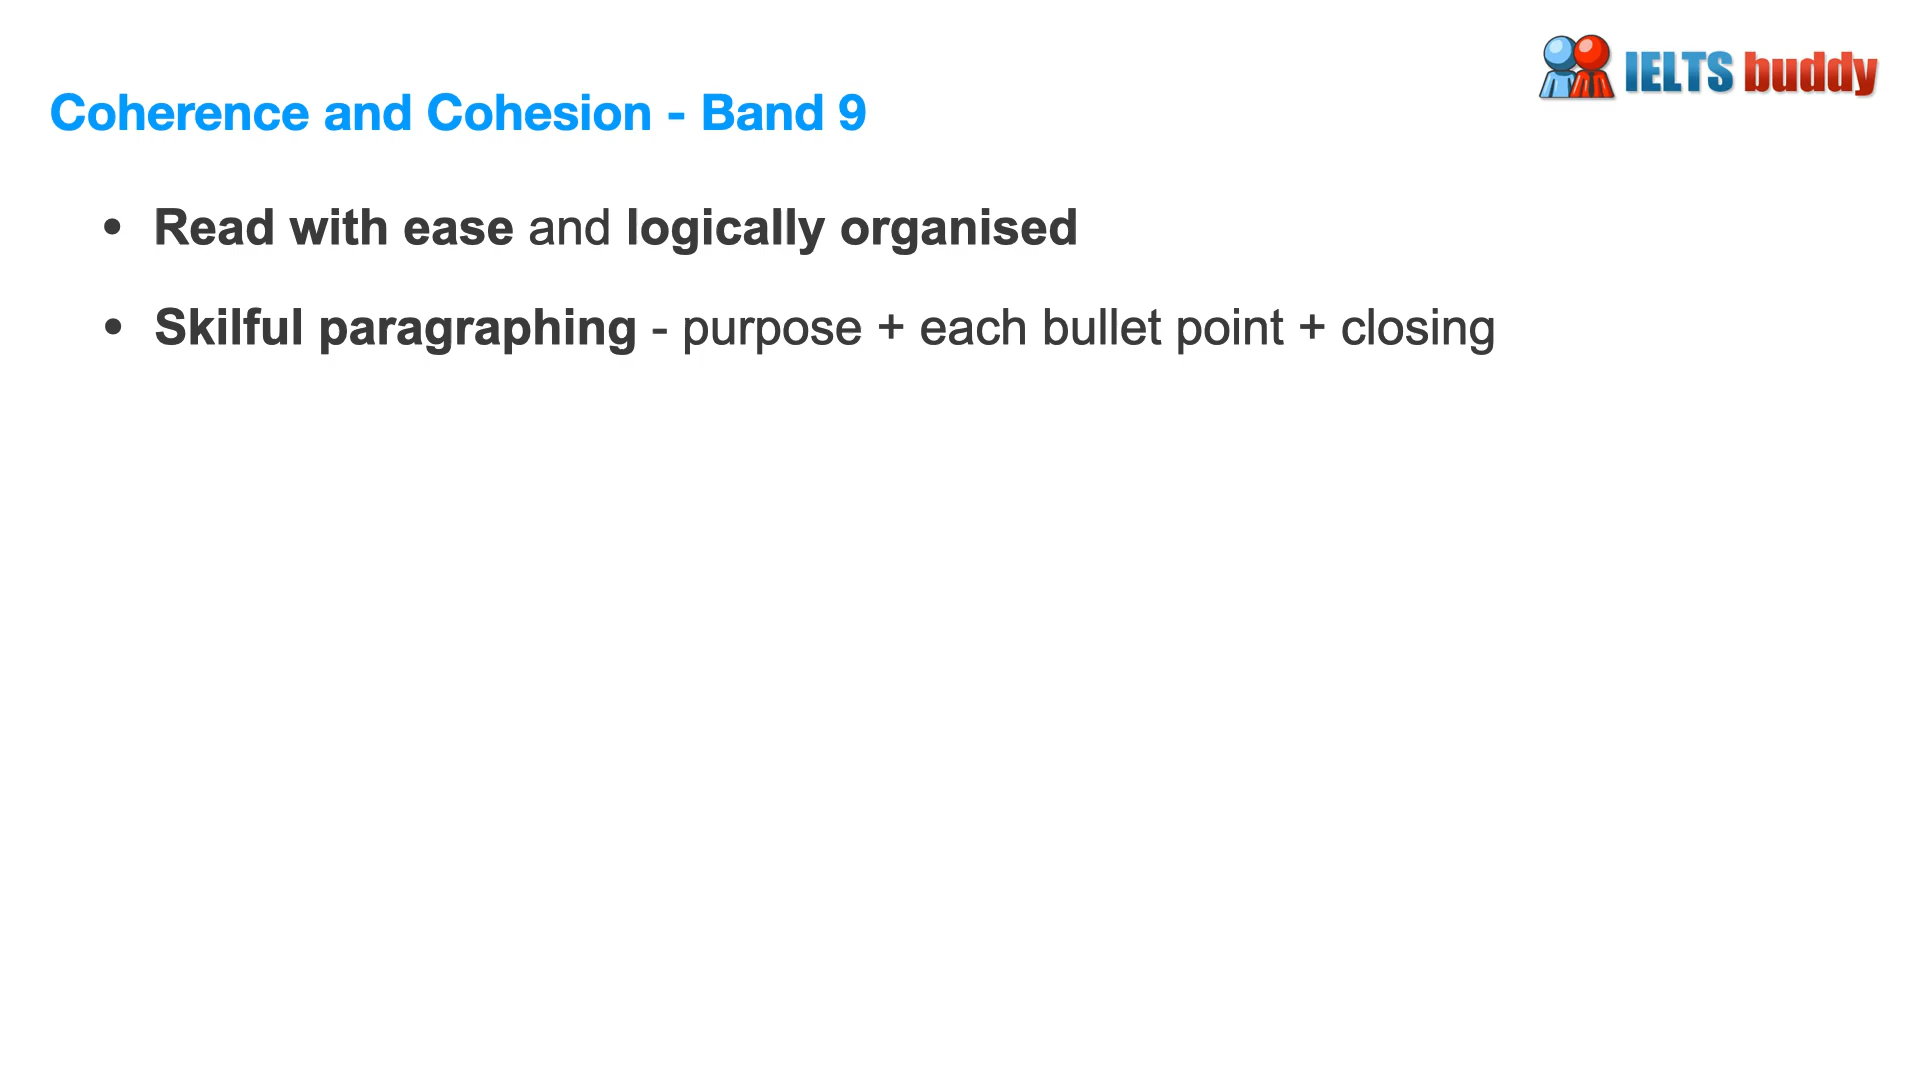 IELTS buddy
Coherence and Cohesion - Band 9
• Read with ease and logically organised
• Skilful paragraphing - purpose + each bullet point + closing